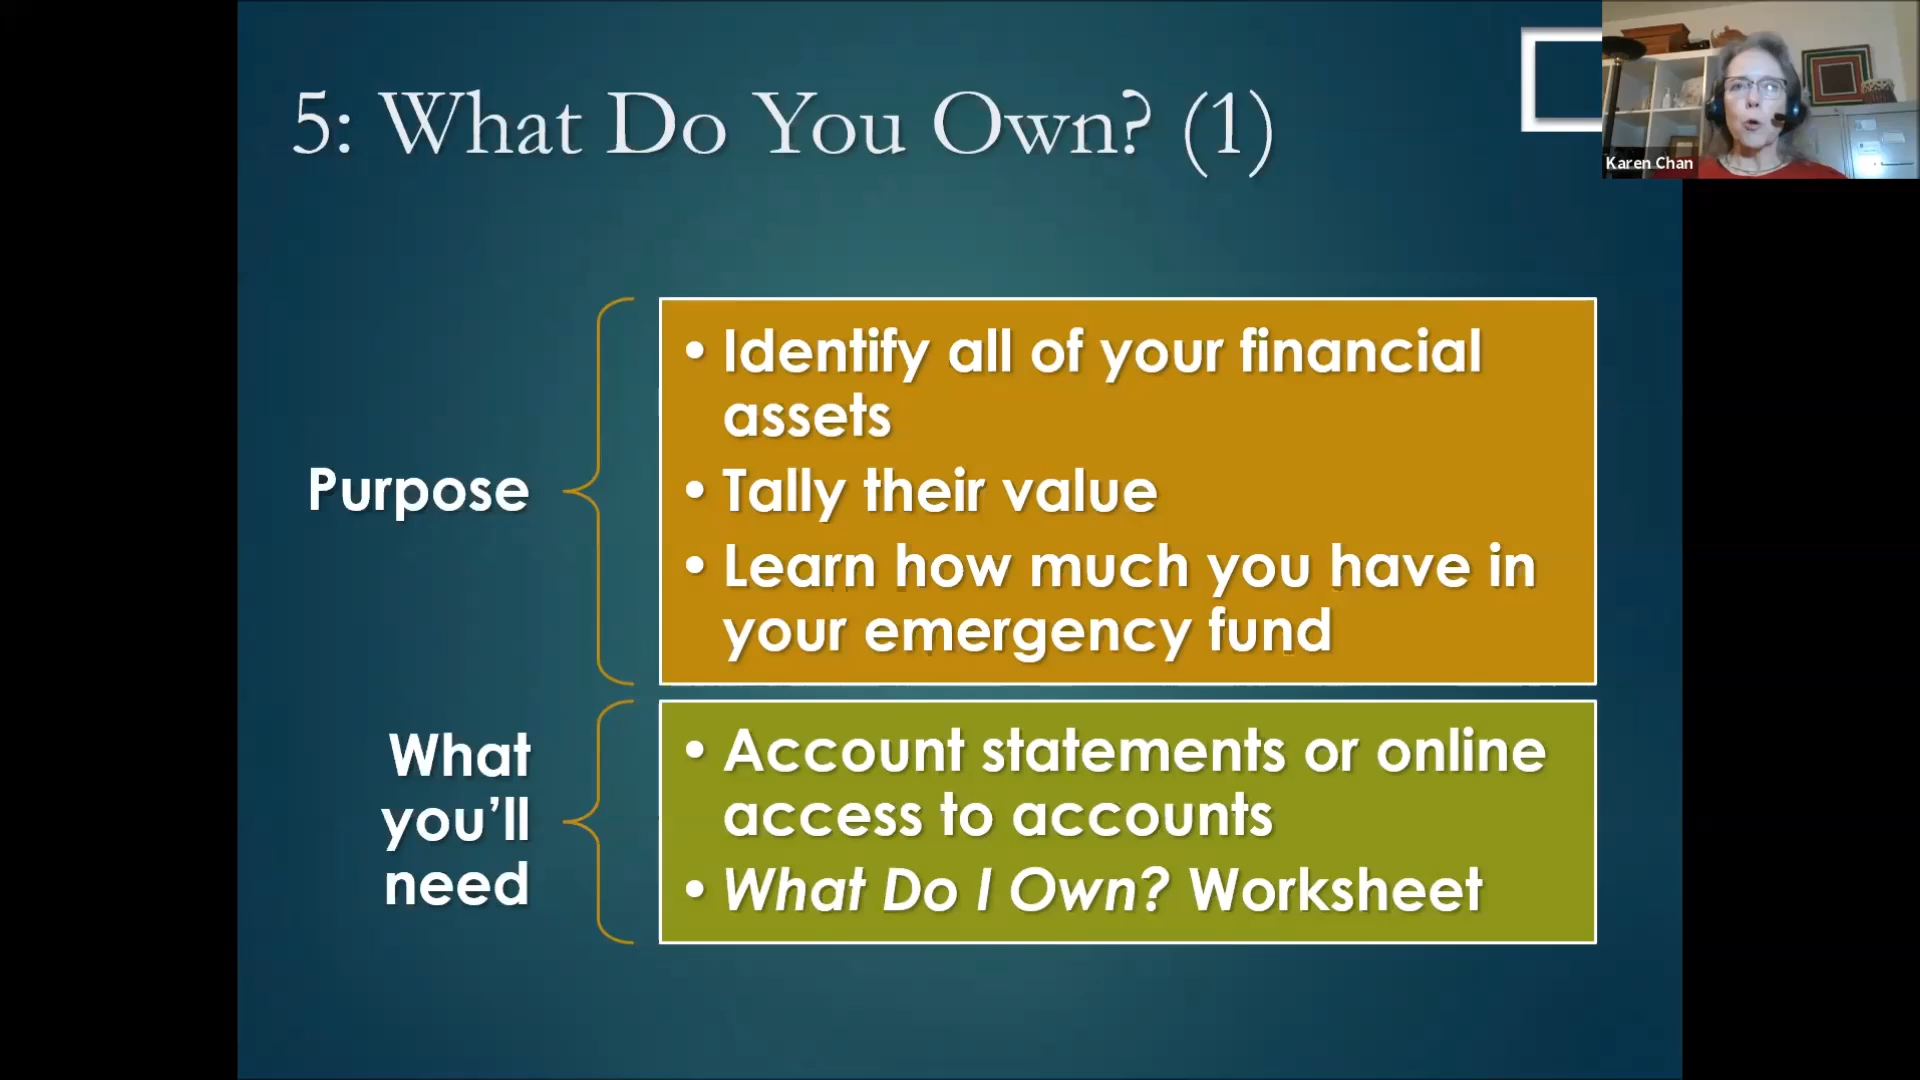 5: What Do You Own? (1)
Karen Chan
Purpose
• Identify all of your financial
assets
• Tally their value
• Learn how much you have in
your emergency fund
What
you’ll
need
• Account statements or online
access to accounts
• What Do I Own? Worksheet